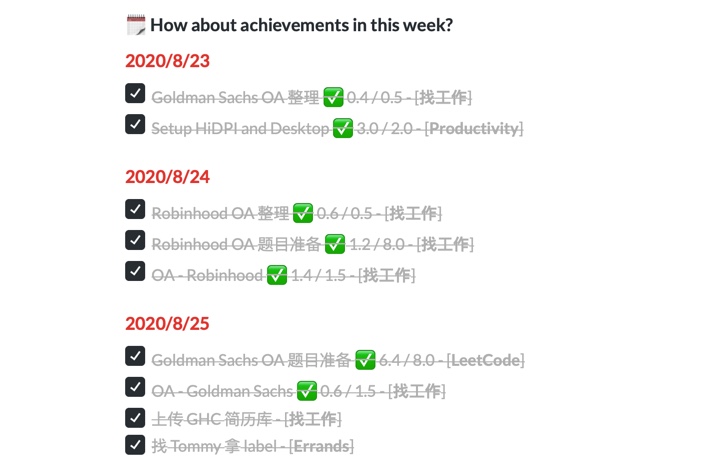 How about achievements in this week?
2020/8/23
Goldman Sachs OA 整理 ✅ 0.4 / 0.5 - [找工作]
Setup HiDPI and Desktop ✅ 3.0 / 2.0 - [Productivity]
2020/8/24
Robinhood OA 整理 ✅ 0.6 / 0.5 - [找工作]
Robinhood OA 题目准备 ✅ 1.2 / 8.0 - [找工作]
OA - Robinhood ✅ 1.4 / 1.5 - [找工作]
2020/8/25
Goldman Sachs OA 题目准备 ✅ 6.4 / 8.0 - [LeetCode]
OA - Goldman Sachs ✅ 0.6 / 1.5 - [找工作]
上传 GHC 简历库 - [找工作]
找 Tommy 拿 label - [Errands]